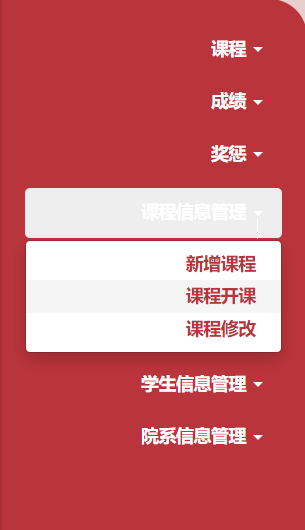 课程
成绩
奖惩
课程信息管理
新增课程
课程开课
课程修改
学生信息管理
院系信息管理